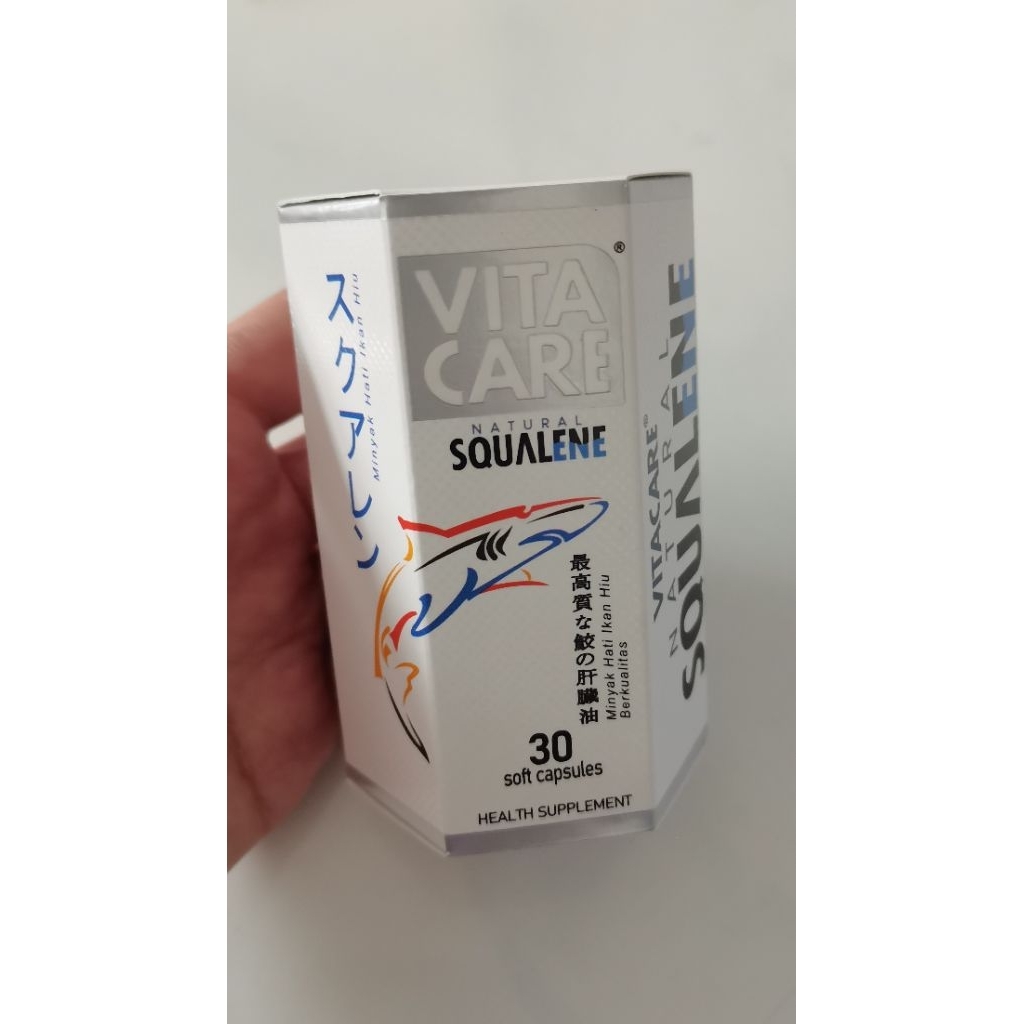 スクアレン
Minyak Hati Ikan Hiu
VITA
CARE®
NATURAL
SQUALENE
最高質な鮫の肝臓油
Minyak Hati Ikan Hiu
Berkualitas
30
soft capsules
HEALTH SUPPLEMENT
VITACARE®
NATURAL
SQUALENE